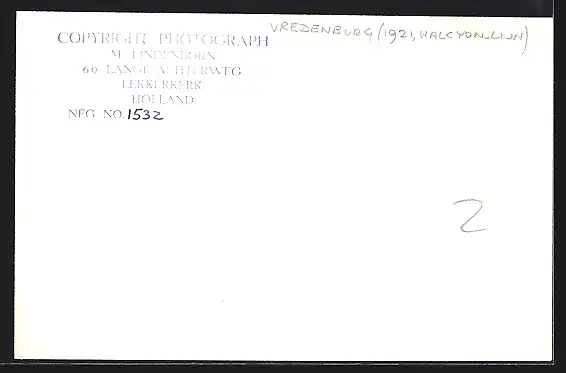 VREDENBURG (1921, HALCYON-LIJN)
COPYRIGHT PHOTOGRAPH
M. LINDENBORN
60 LANGE ACHTERWEG
LEKKERKERK
HOLLAND
NEG. NO. 1532
2